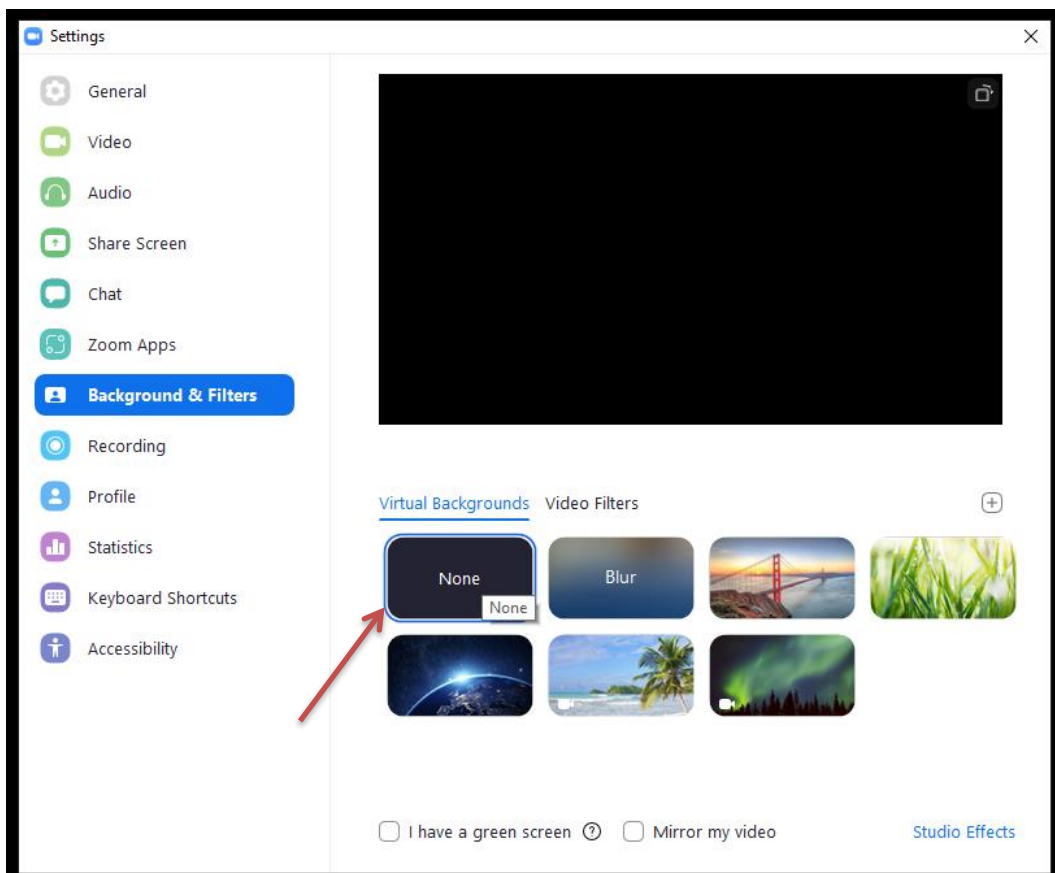 Settings
General
Video
Audio
Share Screen
Chat
Zoom Apps
Background & Filters
Recording
Profile
Statistics
Keyboard Shortcuts
Accessibility
Virtual Backgrounds Video Filters
None
Blur
None
I have a green screen Mirror my video Studio Effects